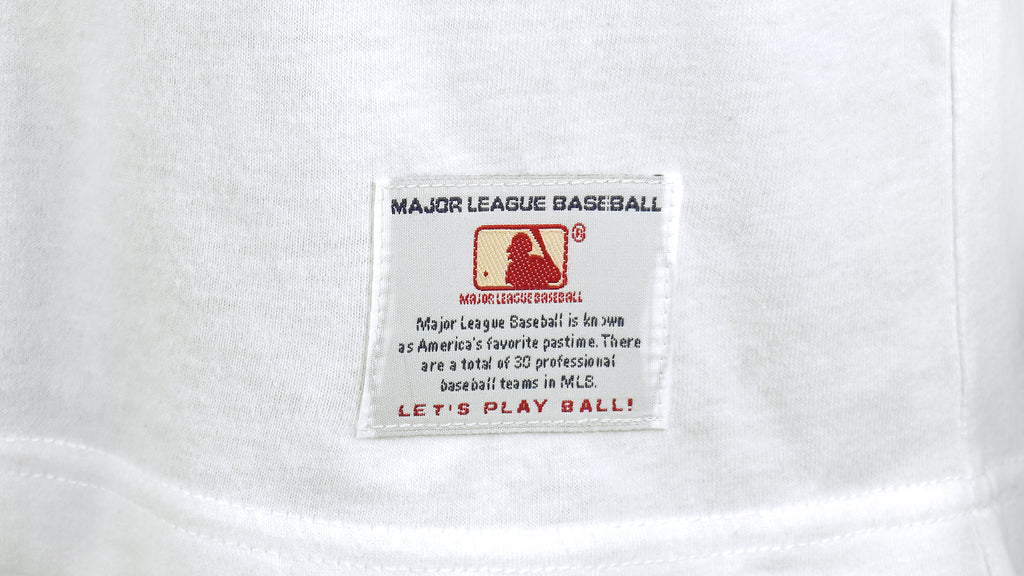 MAJOR LEAGUE BASEBALL
®
MAJOR LEAGUE BASEBALL
Major League Baseball is known
as America's favorite pastime. There
are a total of 30 professional
baseball teams in MLB.
LET'S PLAY BALL!